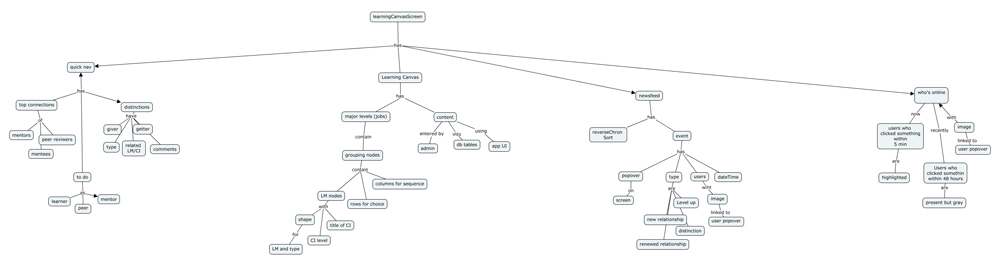 learningCanvasScreen
has
quick nav
has
top connections
of
mentors
peer reviwers
mentees
distinctions
have
giver
getter
type
related
LM/CI
comments
to do
learner
peer
mentor
Learning Canvas
has
major levels (jobs)
contain
grouping nodes
contain
columns for sequence
rows for choice
LM nodes
with
shape
title of CI
CI level
for
LM and type
content
entered by
into
using
admin
db tables
app UI
newsfeed
has
reverseChron
Sort
event
has
popover
on
screen
type
are
Level up
new relationship
distinction
renewed relationship
users
w/nt
image
linked to
user popover
dateTime
who's online
now
users who
clicked something
within
5 min
are
highlighted
recently
Users who
clicked somethin
within 48 hours
are
present but gray
with
image
linked to
user popover